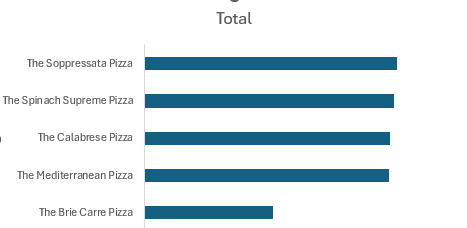 Total
The Soppressata Pizza
The Spinach Supreme Pizza
The Calabrese Pizza
The Mediterranean Pizza
The Brie Carre Pizza